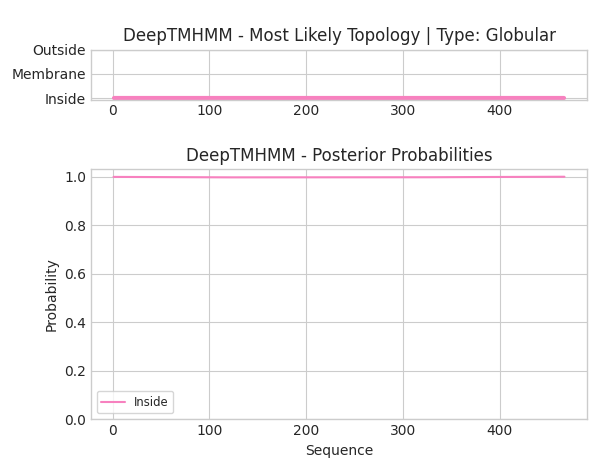 DeepTMHMM - Most Likely Topology | Type: Globular
Outside
Membrane
Inside
0 100 200 300 400
DeepTMHMM - Posterior Probabilities
1.0
0.8
0.6
0.4
0.2
0.0
Probability
Inside
0 100 200 300 400
Sequence